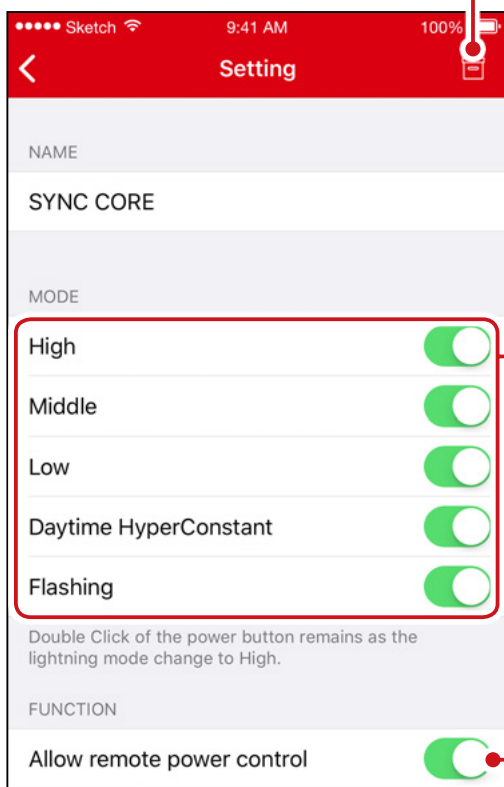 Sketch 9:41 AM 100%
Setting
NAME
SYNC CORE
MODE
High
Middle
Low
Daytime HyperConstant
Flashing
Double Click of the power button remains as the
lightning mode change to High.
FUNCTION
Allow remote power control